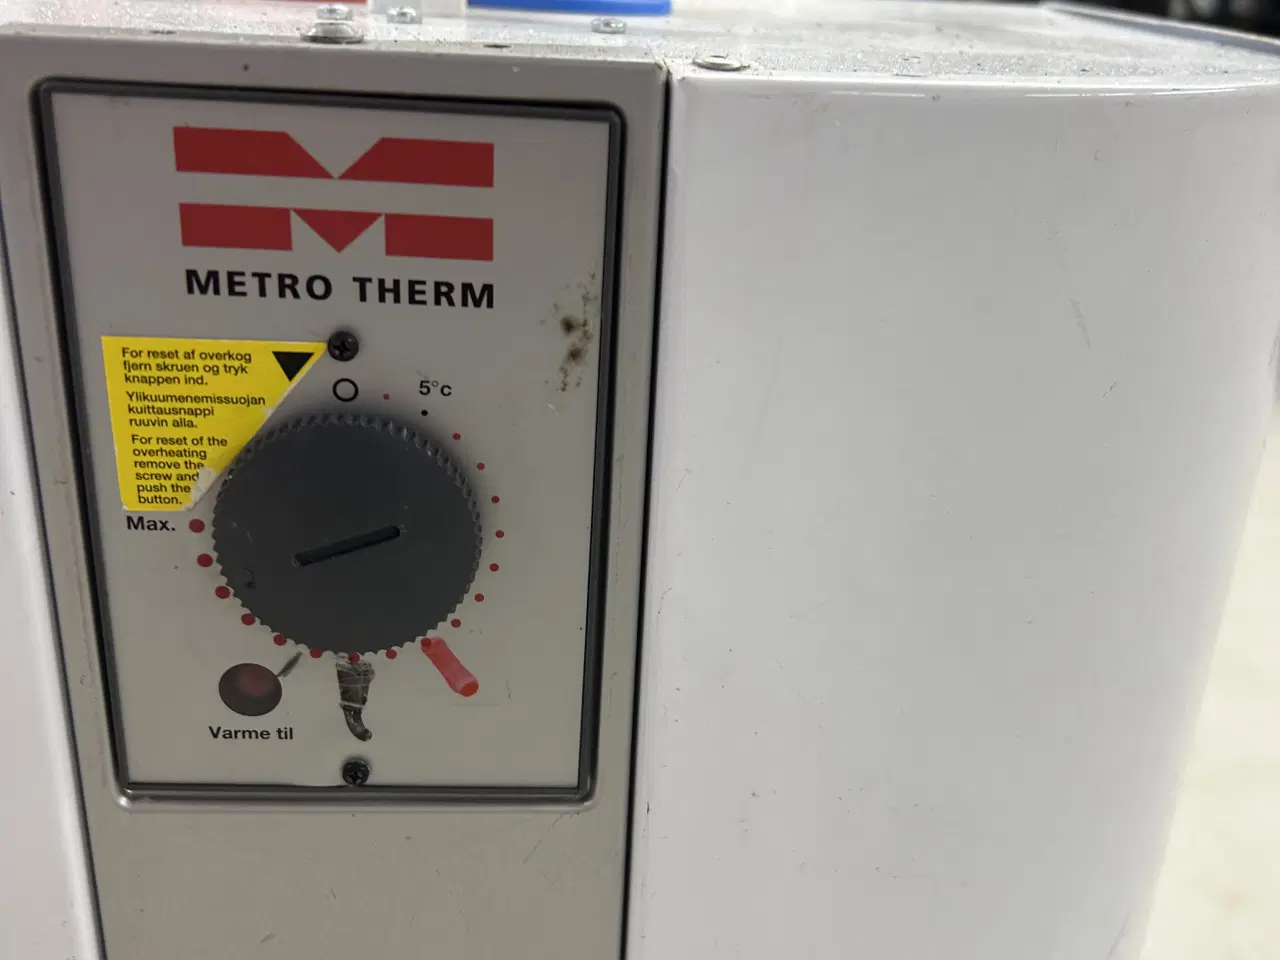 METRO THERM
For reset af overkog
fjern skruen og tryk
knappen ind.
Ylikuumenemissuojan
kuittausnappi
ruuvin alla.
For reset of the
overheating
remove the
screw and
push the
button.
5°c
Max.
Varme til